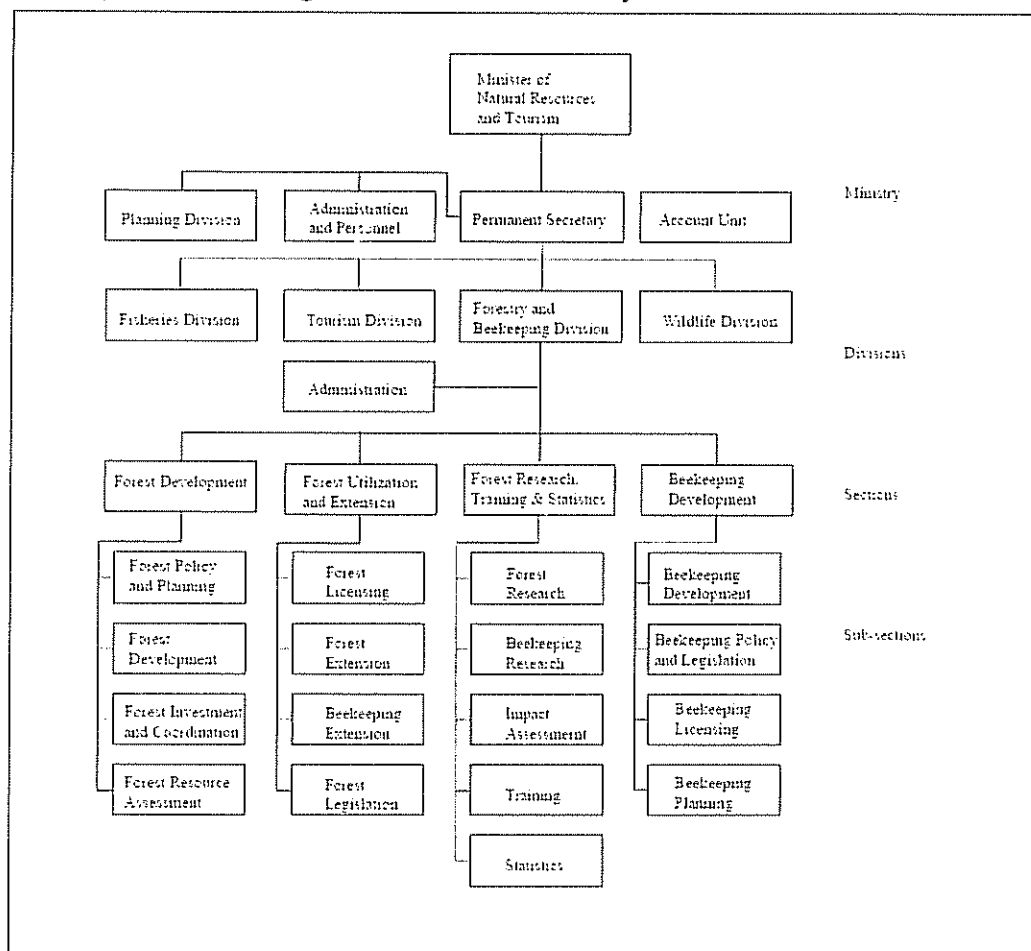 Minister of
Natural Resources
and Tourism
Ministry
Planning Division
Administration
and Personnel
Permanent Secretary
Account Unit
Fisheries Division
Tourism Division
Forestry and
Beekeeping Division
Wildlife Division
Divisions
Administration
Forest Development
Forest Utilization
and Extension
Forest Research,
Training & Statistics
Beekeeping
Development
Sections
Forest Policy
and Planning
Forest
Licensing
Forest
Research
Beekeeping
Development
Forest
Development
Forest
Extension
Beekeeping
Research
Beekeeping Policy
and Legislation
Sub-sections
Forest Investment
and Coordination
Beekeeping
Extension
Impact
Assessment
Beekeeping
Licensing
Forest Resource
Assessment
Forest
Legislation
Training
Beekeeping
Planning
Statistics